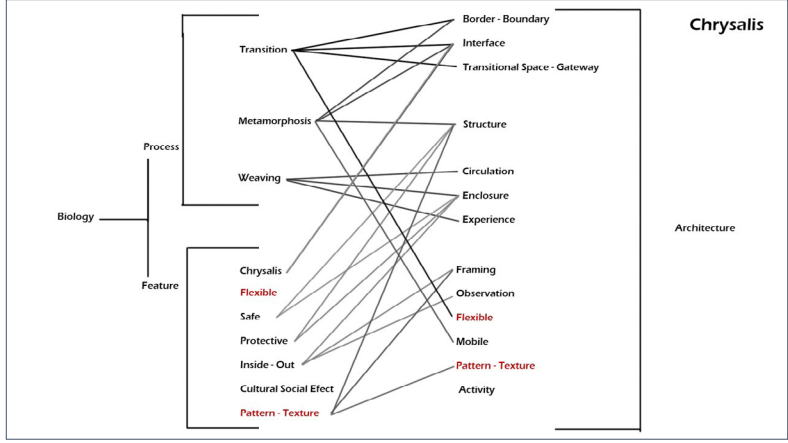 Chrysalis
Biology
Process
Feature
Transition
Metamorphosis
Weaving
Chrysalis
Flexible
Safe
Protective
Inside - Out
Cultural Social Efect
Pattern - Texture
Border - Boundary
Interface
Transitional Space - Gateway
Structure
Circulation
Enclosure
Experience
Framing
Observation
Flexible
Mobile
Pattern - Texture
Activity
Architecture